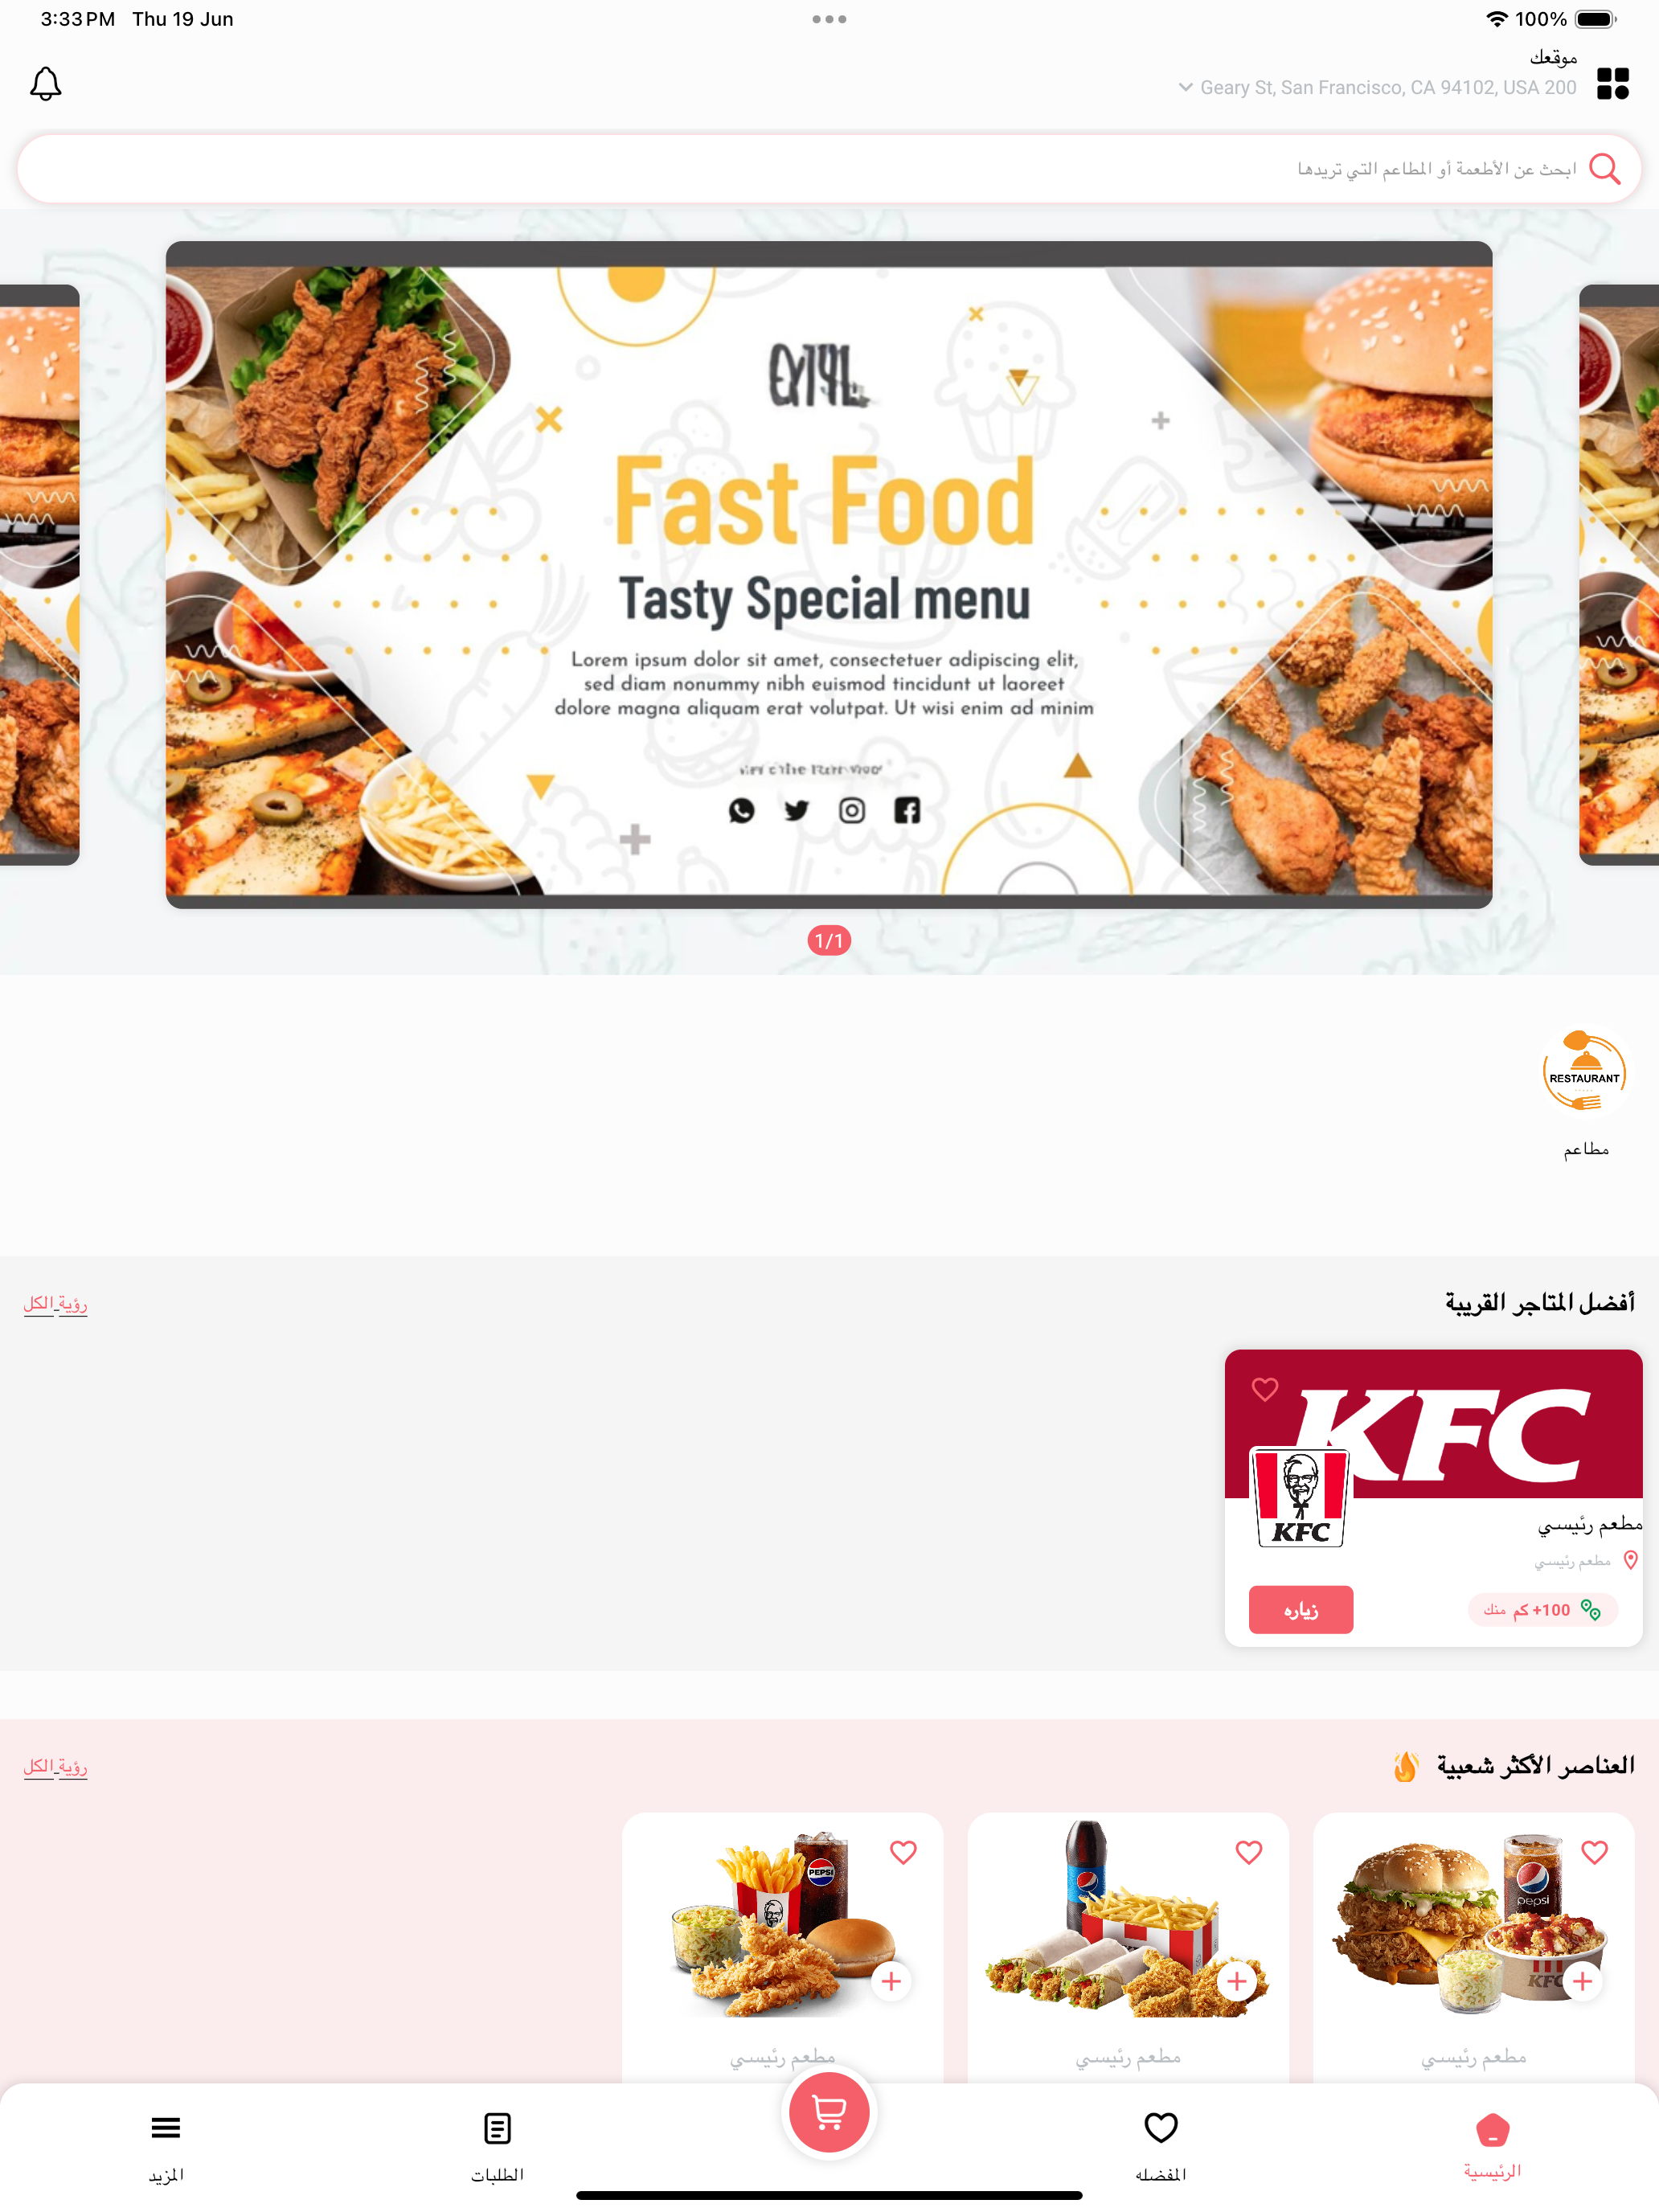 3:33 PM Thu 19 Jun
100%
موقعك
Geary St, San Francisco, CA 94102, USA 200
ابحث عن الأطعمة أو المطاعم التي تريدها
Fast Food
Tasty Special menu
Lorem ipsum dolor sit amet, consectetuer adipiscing elit,
sed diam nonummy nibh euismod tincidunt ut laoreet
dolore magna aliquam erat volutpat. Ut wisi enim ad minim
1/1
RESTAURANT
مطاعم
أفضل المتاجر القريبة
رؤية الكل
KFC
KFC
مطعم رئيسي
مطعم رئيسي
100+ كم منك
زياره
العناصر الأكثر شعبية
رؤية الكل
pepsi
KFC
PEPSI
مطعم رئيسي
مطعم رئيسي
مطعم رئيسي
الرئيسية
المفضله
الطلبات
المزيد